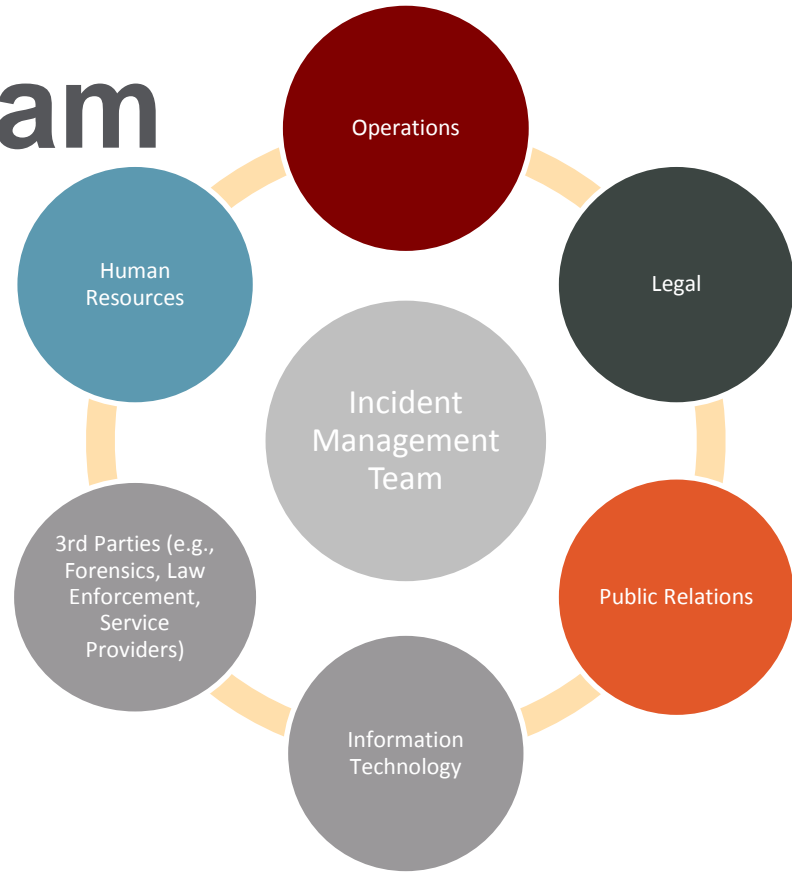 am
Operations
Human
Resources
Legal
Incident
Management
Team
3rd Parties (e.g.,
Forensics, Law
Enforcement,
Service
Providers)
Public Relations
Information
Technology